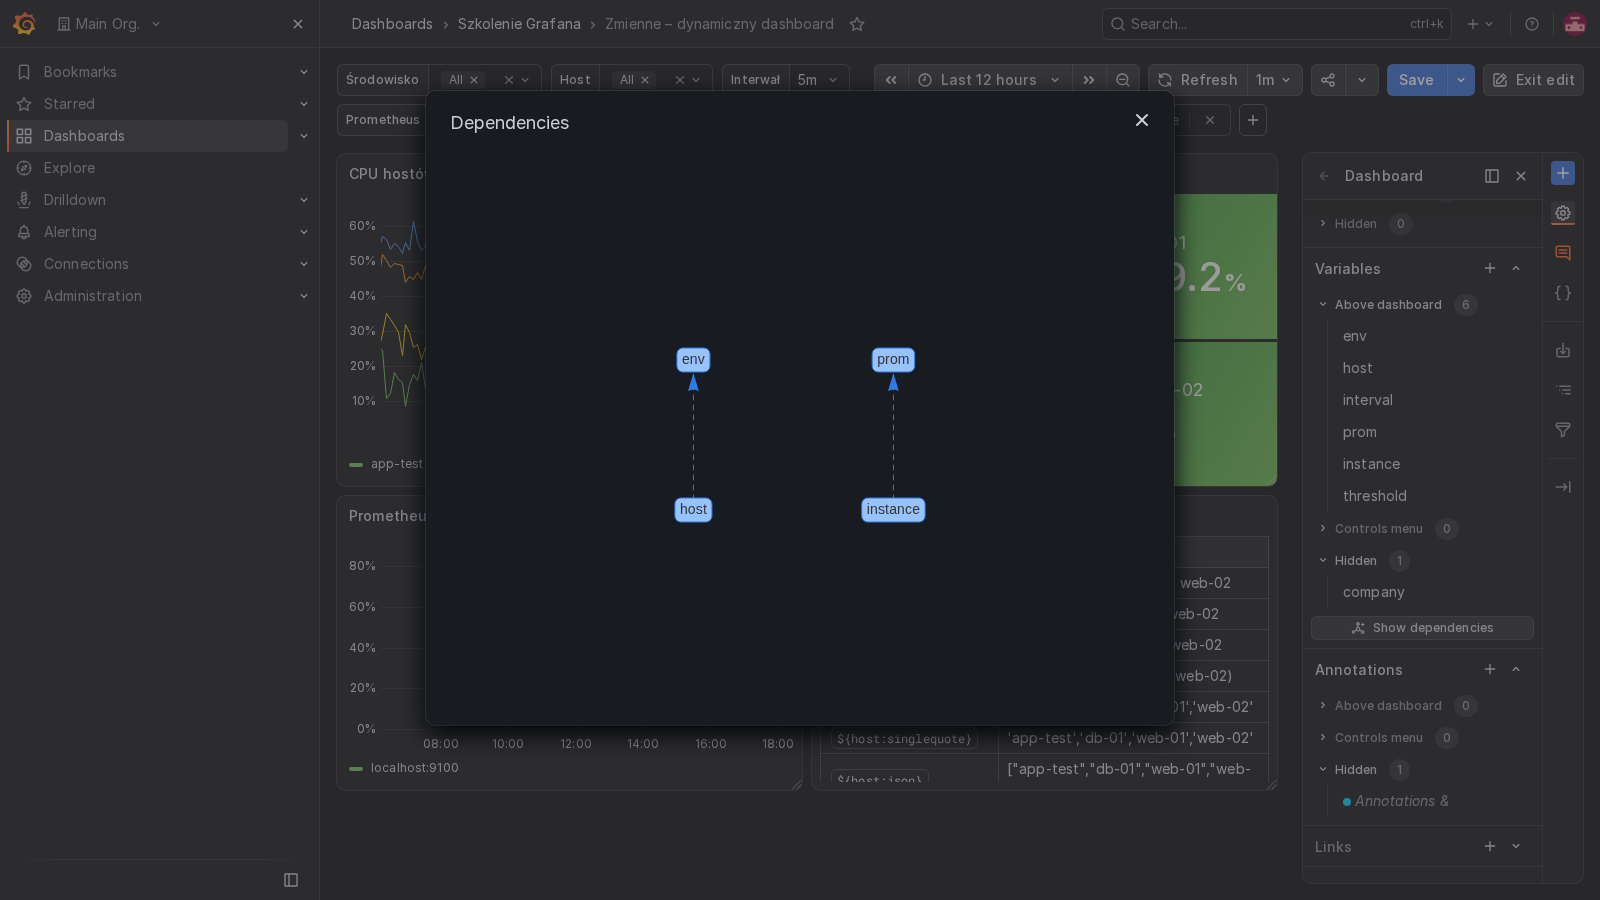 Main Org.
Dashboards › Szkolenie Grafana › Zmienne – dynamiczny dashboard
Search...
ctrl+k
Bookmarks
Starred
Dashboards
Explore
Drilldown
Alerting
Connections
Administration
Środowisko All Host All Interwał 5m
Last 12 hours
Refresh 1m
Save
Exit edit
Prometheus
CPU
60%
50%
40%
30%
20%
10%
app-test
9.2%
-02
80%
60%
40%
20%
0%
08:00 10:00 12:00 14:00 16:00 18:00
localhost:9100
web-02
web-02
web-02
web-02)
01','web-02'
${host:singlequote} 'app-test','db-01','web-01','web-02'
${host:json} ["app-test","db-01","web-01","web-
Dependencies
env
prom
host
instance
Dashboard
Hidden 0
Variables
Above dashboard 6
env
host
interval
prom
instance
threshold
Controls menu 0
Hidden 1
company
Show dependencies
Annotations
Above dashboard 0
Controls menu 0
Hidden 1
Annotations &
Links